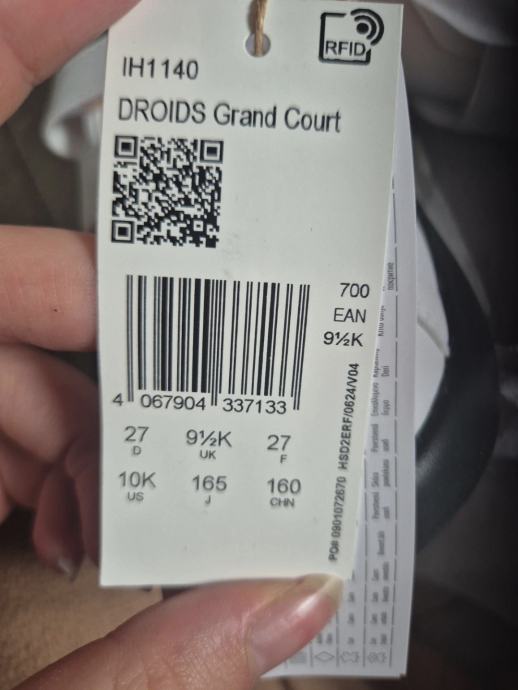 RFID
IH1140
DROIDS Grand Court
700
EAN
9½K
4 067904 337133
27
D
9½K
UK
27
F
10K
US
165
J
160
CHN
PO# 0901072670 HSD2ERF/0624/V04